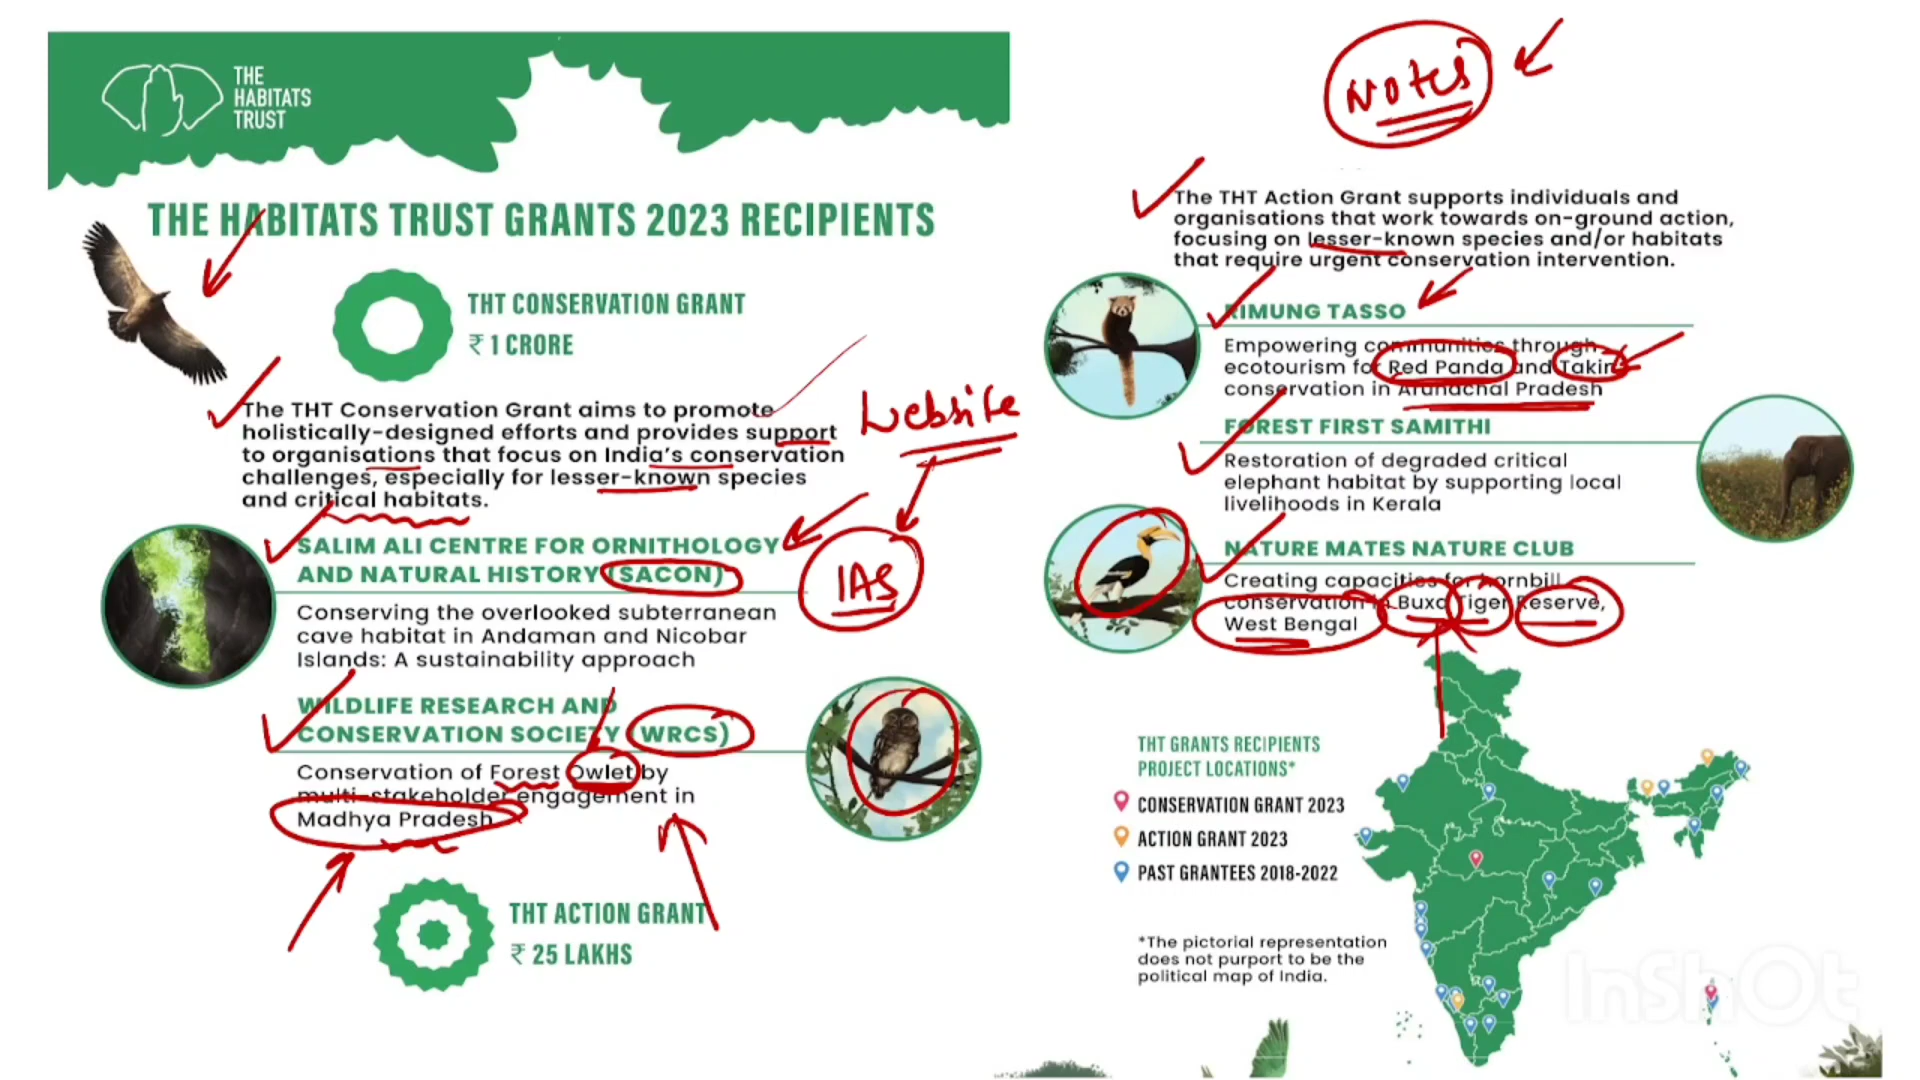 THE
HABITATS
TRUST
THE HABITATS TRUST GRANTS 2023 RECIPIENTS
THT CONSERVATION GRANT
₹ 1 CRORE
The THT Conservation Grant aims to promote
holistically-designed efforts and provides support
to organisations that focus on India's conservation
challenges, especially for lesser-known species
and critical habitats.
Website
IAS
SALIM ALI CENTRE FOR ORNITHOLOGY
AND NATURAL HISTORY (SACON)
Conserving the overlooked subterranean
cave habitat in Andaman and Nicobar
Islands: A sustainability approach
WILDLIFE RESEARCH AND
CONSERVATION SOCIETY (WRCS)
Conservation of Forest Owlet by
multi-stakeholder engagement in
Madhya Pradesh
THT ACTION GRANT
₹ 25 LAKHS
Notes
The THT Action Grant supports individuals and
organisations that work towards on-ground action,
focusing on lesser-known species and/or habitats
that require urgent conservation intervention.
RIMUNG TASSO
Empowering communities through
ecotourism for Red Panda and Takin
conservation in Arunachal Pradesh
FOREST FIRST SAMITHI
Restoration of degraded critical
elephant habitat by supporting local
livelihoods in Kerala
NATURE MATES NATURE CLUB
Creating capacities for hornbill
conservation in Buxa Tiger Reserve,
West Bengal
THT GRANTS RECIPIENTS
PROJECT LOCATIONS*
CONSERVATION GRANT 2023
ACTION GRANT 2023
PAST GRANTEES 2018-2022
*The pictorial representation
does not purport to be the
political map of India.
InShOt